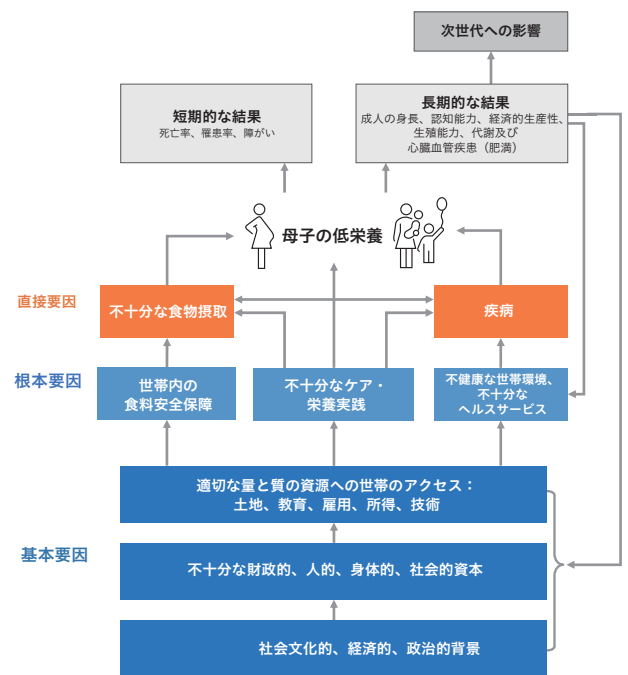 次世代への影響
短期的な結果
死亡率、罹患率、障がい
長期的な結果
成人の身長、認知能力、経済的生産性、
生殖能力、代謝及び
心臓血管疾患（肥満）
母子の低栄養
直接要因
不十分な食物摂取
疾病
根本要因
世帯内の
食料安全保障
不十分なケア・
栄養実践
不健康な世帯環境、
不十分な
ヘルスサービス
適切な量と質の資源への世帯のアクセス：
土地、教育、雇用、所得、技術
基本要因
不十分な財政的、人的、身体的、社会的資本
社会文化的、経済的、政治的背景